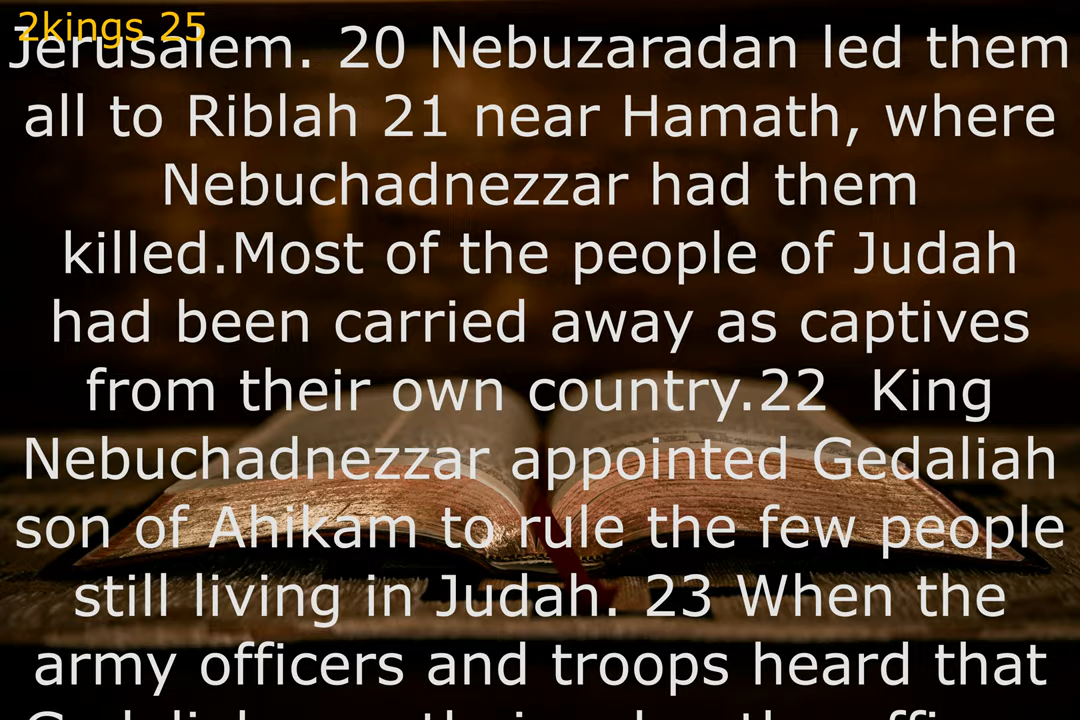 2kings 25
Jerusalem. 20 Nebuzaradan led them
all to Riblah 21 near Hamath, where
Nebuchadnezzar had them
killed.Most of the people of Judah
had been carried away as captives
from their own country.22  King
Nebuchadnezzar appointed Gedaliah
son of Ahikam to rule the few people
still living in Judah. 23 When the
army officers and troops heard that